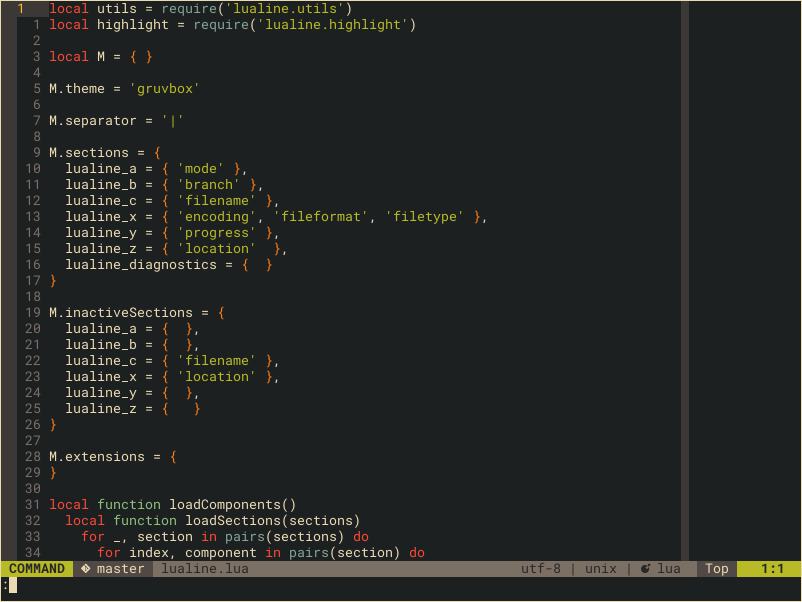 1 local utils = require('lualine.utils')
1 local highlight = require('lualine.highlight')
2
3 local M = { }
4
5 M.theme = 'gruvbox'
6
7 M.separator = '|'
8
9 M.sections = {
10 lualine_a = { 'mode' },
11 lualine_b = { 'branch' },
12 lualine_c = { 'filename' },
13 lualine_x = { 'encoding', 'fileformat', 'filetype' },
14 lualine_y = { 'progress' },
15 lualine_z = { 'location'  },
16 lualine_diagnostics = {  }
17 }
18
19 M.inactiveSections = {
20 lualine_a = {  },
21 lualine_b = {  },
22 lualine_c = { 'filename' },
23 lualine_x = { 'location' },
24 lualine_y = {  },
25 lualine_z = {   }
26 }
27
28 M.extensions = {
29 }
30
31 local function loadComponents()
32 local function loadSections(sections)
33 for _, section in pairs(sections) do
34 for index, component in pairs(section) do
COMMAND master lualine.lua utf-8 | unix | lua Top 1:1
: